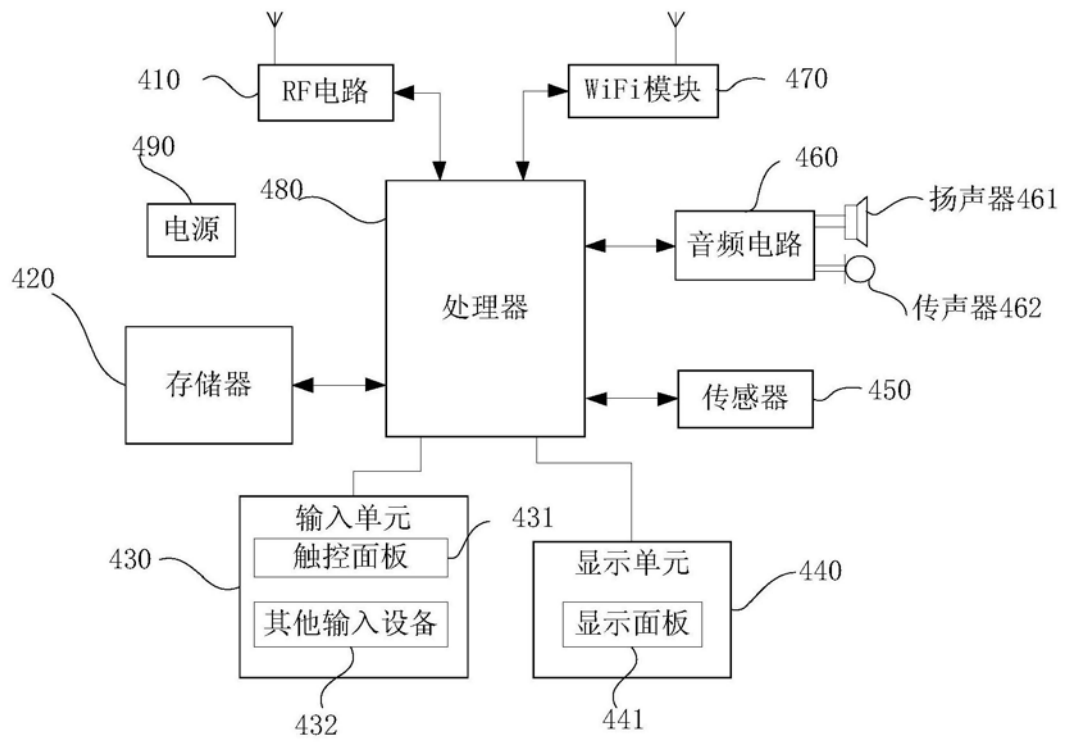 410
RF电路
WiFi模块
470
490
电源
480
460
音频电路
扬声器461
传声器462
420
存储器
处理器
传感器
450
430
输入单元
触控面板
431
其他输入设备
432
显示单元
440
显示面板
441